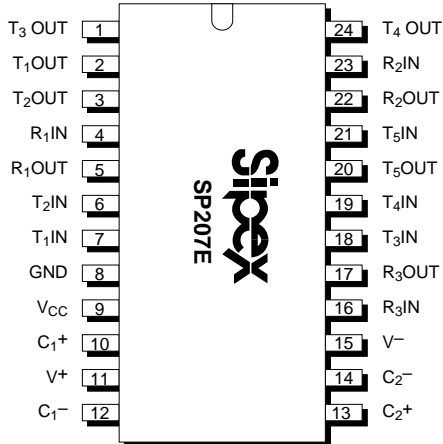 T₃ OUT 1 24 T₄ OUT
T₁OUT 2 23 R₂IN
T₂OUT 3 22 R₂OUT
R₁IN 4 21 T₅IN
R₁OUT 5 20 T₅OUT
T₂IN 6 19 T₄IN
T₁IN 7 18 T₃IN
GND 8 17 R₃OUT
VCC 9 16 R₃IN
C₁+ 10 15 V–
V+ 11 14 C₂–
C₁– 12 13 C₂+
Sipex
SP207E